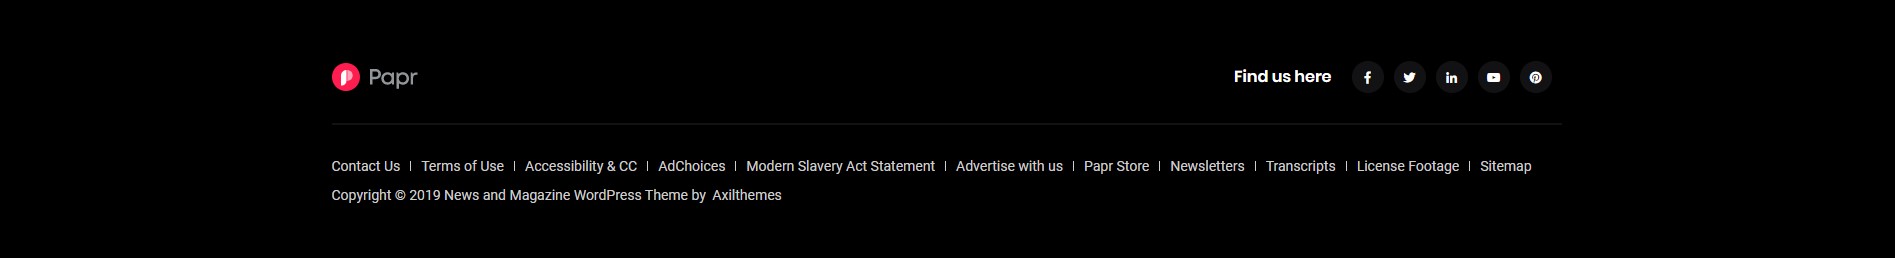 Papr
Find us here
Contact Us | Terms of Use | Accessibility & CC | AdChoices | Modern Slavery Act Statement | Advertise with us | Papr Store | Newsletters | Transcripts | License Footage | Sitemap
Copyright © 2019 News and Magazine WordPress Theme by Axilthemes